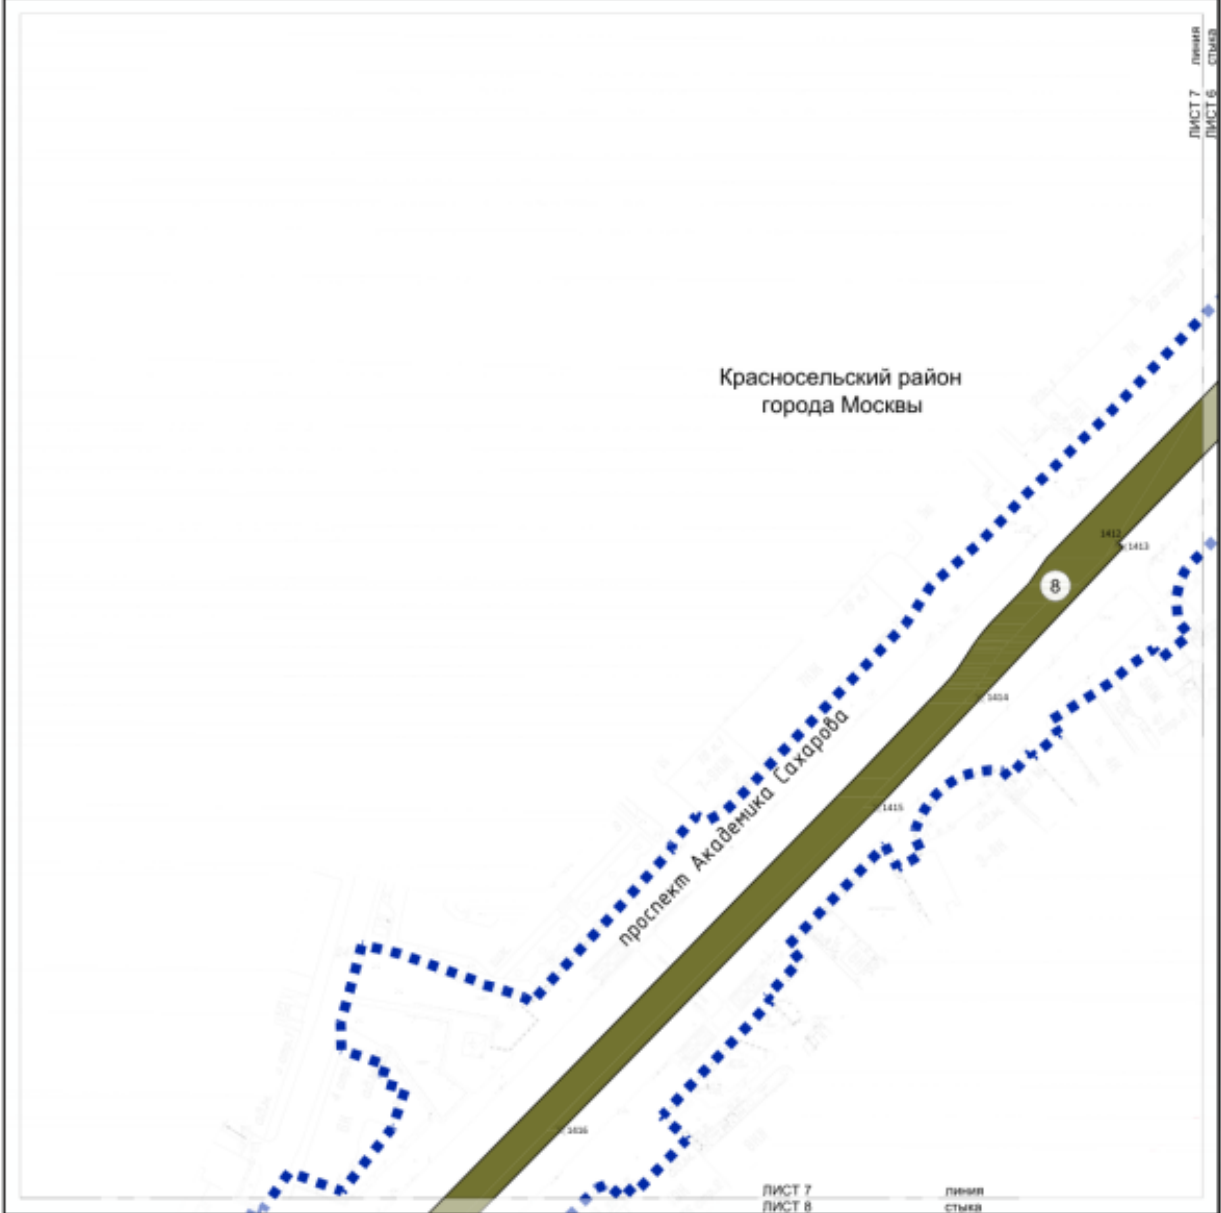 линия
стыка
ЛИСТ 7
ЛИСТ 6
Красносельский район
города Москвы
1412
1413
8
1414
проспект Академика Сахарова
1415
1416
ЛИСТ 7 линия
ЛИСТ 8 стыка